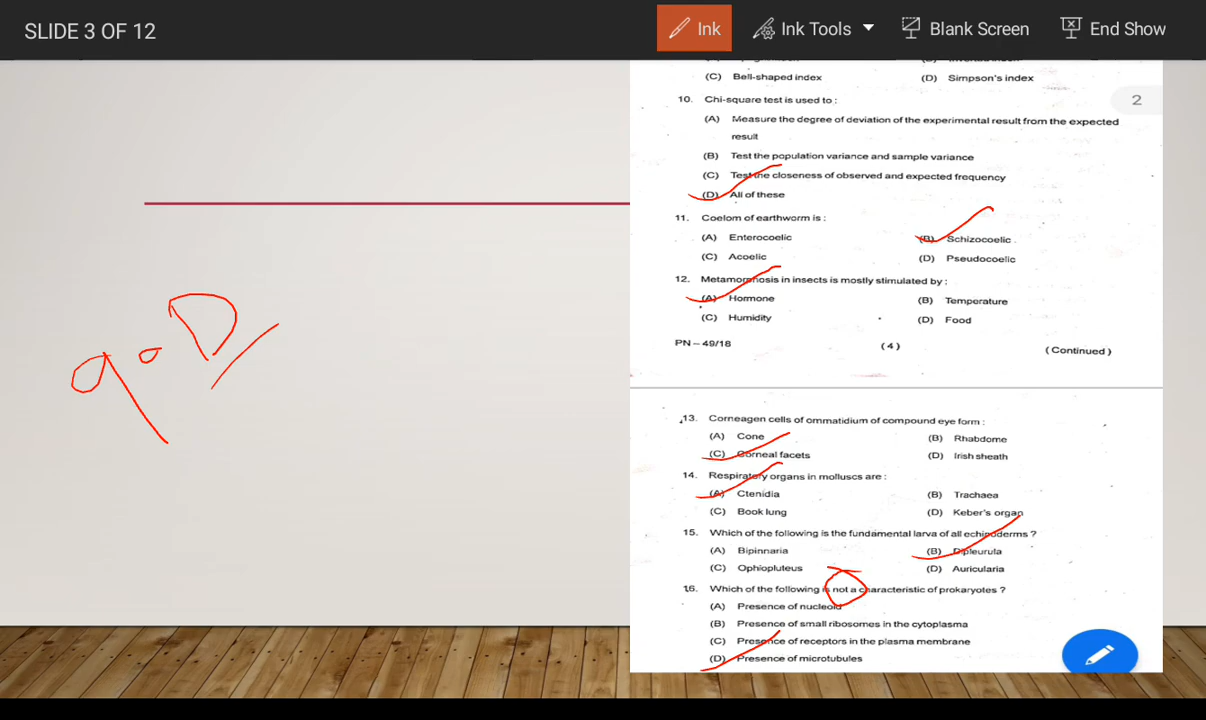 SLIDE 3 OF 12
Ink
Ink Tools
Blank Screen
End Show
(C) Bell-shaped index
(D) Simpson's index
2
10. Chi-square test is used to :
(A) Measure the degree of deviation of the experimental result from the expected
result
(B) Test the population variance and sample variance
(C) Test the closeness of observed and expected frequency
(D) All of these
11. Coelom of earthworm is :
(A) Enterocoelic
(B) Schizocoelic
(C) Acoelic
(D) Pseudocoelic
12. Metamorphosis in insects is mostly stimulated by :
(A) Hormone
(B) Temperature
(C) Humidity
(D) Food
PN – 49/18
(4)
(Continued)
13. Corneagen cells of ommatidium of compound eye form :
(A) Cone
(B) Rhabdome
(C) Corneal facets
(D) Irish sheath
14. Respiratory organs in molluscs are :
(A) Ctenidia
(B) Trachaea
(C) Book lung
(D) Keber's organ
15. Which of the following is the fundamental larva of all echinoderms ?
(A) Bipinnaria
(B) Dipleurula
(C) Ophiopluteus
(D) Auricularia
16. Which of the following is not a characteristic of prokaryotes ?
(A) Presence of nucleoid
(B) Presence of small ribosomes in the cytoplasm
(C) Presence of receptors in the plasma membrane
(D) Presence of microtubules
9. D